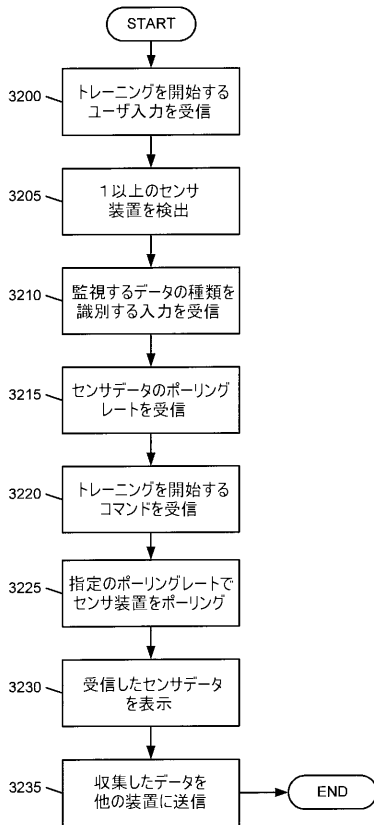 START
3200
トレーニングを開始する
ユーザ入力を受信
3205
1以上のセンサ
装置を検出
3210
監視するデータの種類を
識別する入力を受信
3215
センサデータのポーリング
レートを受信
3220
トレーニングを開始する
コマンドを受信
3225
指定のポーリングレートで
センサ装置をポーリング
3230
受信したセンサデータ
を表示
3235
収集したデータを
他の装置に送信
END